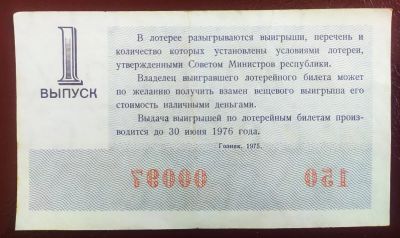 1
ВЫПУСК
В лотерее разыгрываются выигрыши, перечень и
количество которых установлены условиями лотереи,
утвержденными Советом Министров республики.
Владелец выигравшего лотерейного билета может
по желанию получить взамен вещевого выигрыша его
стоимость наличными деньгами.
Выдача выигрышей по лотерейным билетам произ-
водится до 30 июня 1976 года.
Гознак. 1975.
00097 150